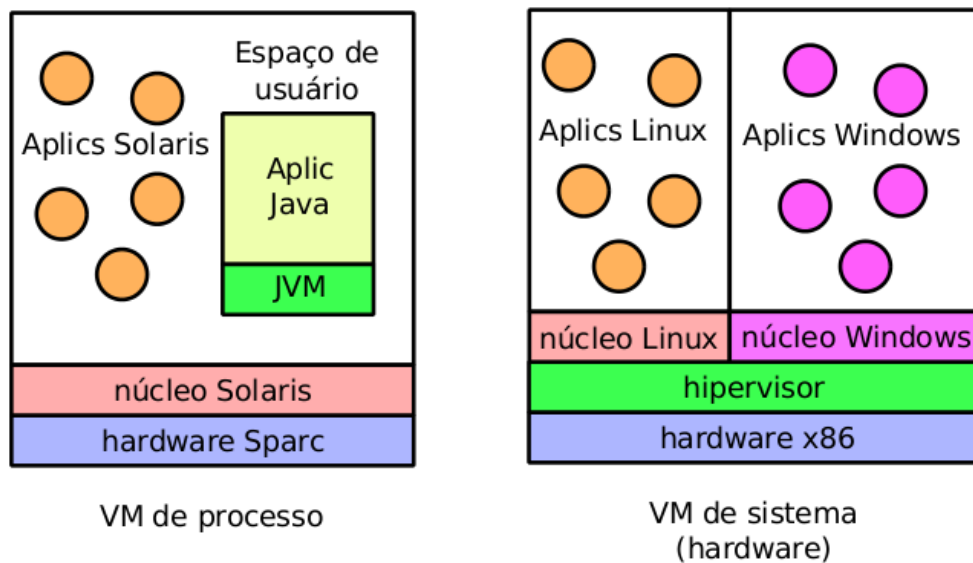 Espaço de
usuário
Aplics Solaris
Aplic
Java
JVM
núcleo Solaris
hardware Sparc
VM de processo
Aplics Linux
Aplics Windows
núcleo Linux
núcleo Windows
hipervisor
hardware x86
VM de sistema
(hardware)